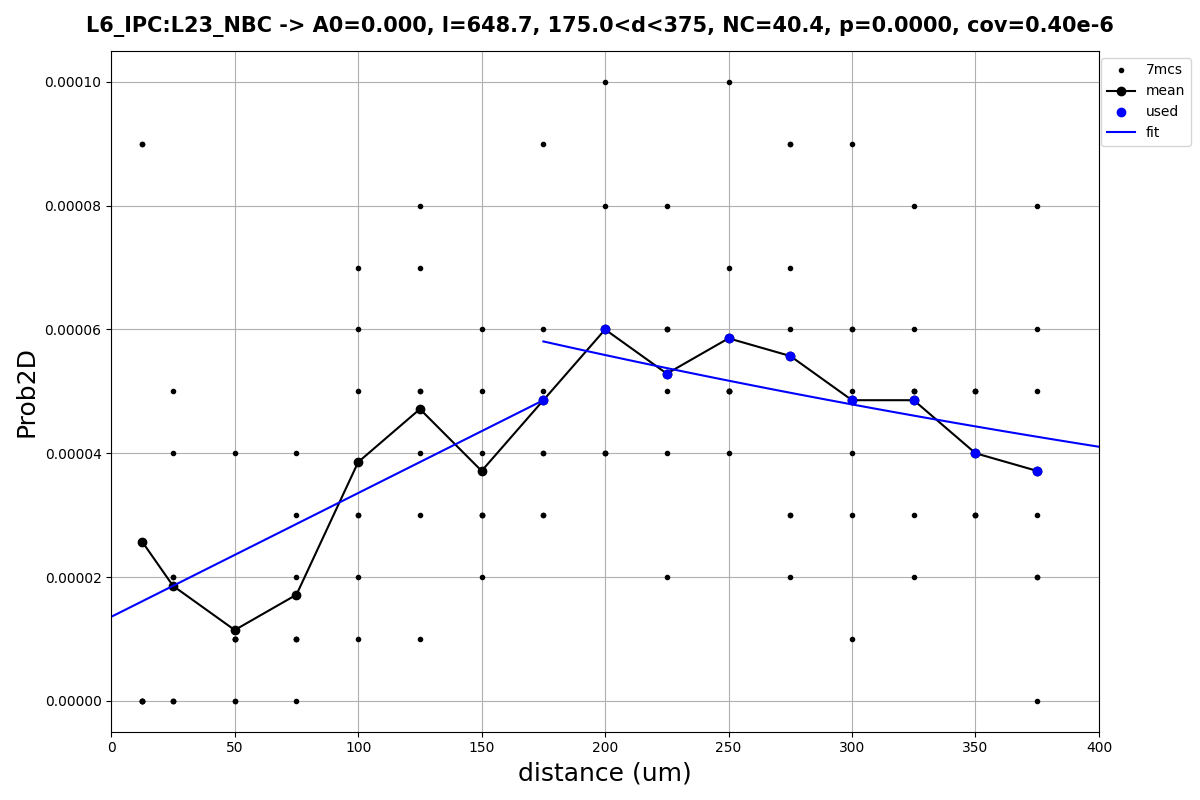 L6_IPC:L23_NBC -> A0=0.000, l=648.7, 175.0<d<375, NC=40.4, p=0.0000, cov=0.40e-6
7mcs
mean
used
fit
Prob2D
0.00010
0.00008
0.00006
0.00004
0.00002
0.00000
0 50 100 150 200 250 300 350 400
distance (um)